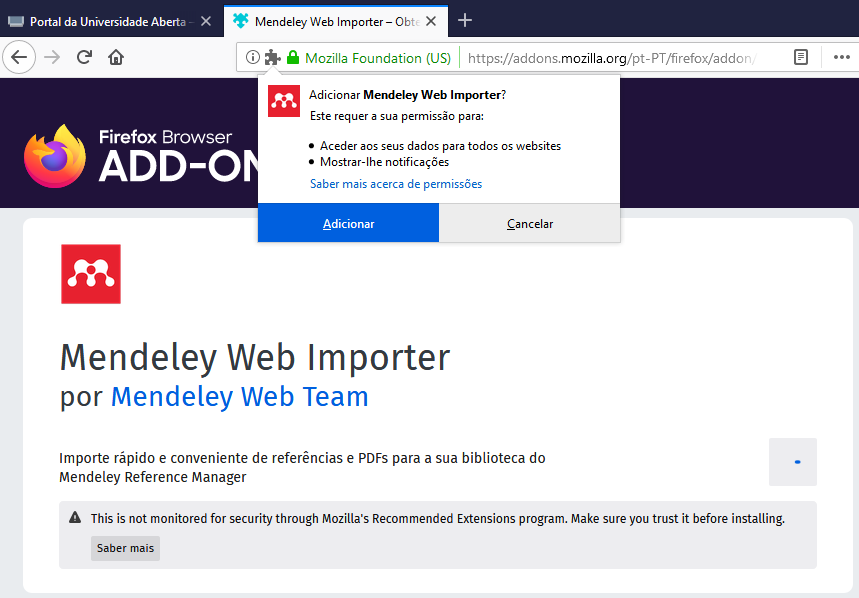 Portal da Universidade Aberta –
Mendeley Web Importer – Obte
Mozilla Foundation (US)
https://addons.mozilla.org/pt-PT/firefox/addon/
Adicionar Mendeley Web Importer?
Este requer a sua permissão para:
• Aceder aos seus dados para todos os websites
• Mostrar-lhe notificações
Saber mais acerca de permissões
Adicionar
Cancelar
Firefox Browser
ADD-ON
Mendeley Web Importer
por Mendeley Web Team
Importe rápido e conveniente de referências e PDFs para a sua biblioteca do
Mendeley Reference Manager
This is not monitored for security through Mozilla's Recommended Extensions program. Make sure you trust it before installing.
Saber mais